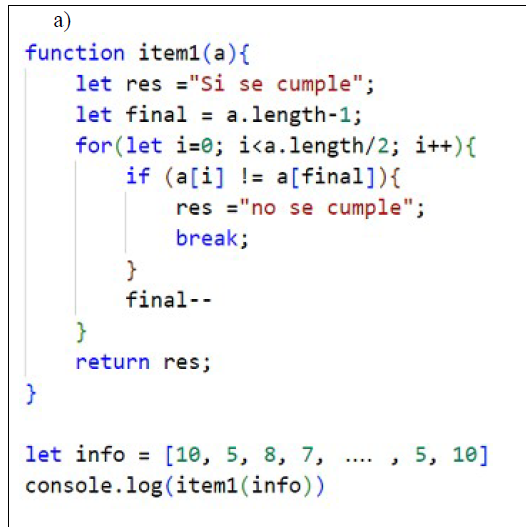 a)
function item1(a){
    let res ="Si se cumple";
    let final = a.length-1;
    for(let i=0; i<a.length/2; i++){
        if (a[i] != a[final]){
            res ="no se cumple";
            break;
        }
        final--
    }
    return res;
}
let info = [10, 5, 8, 7,  .... , 5, 10]
console.log(item1(info))